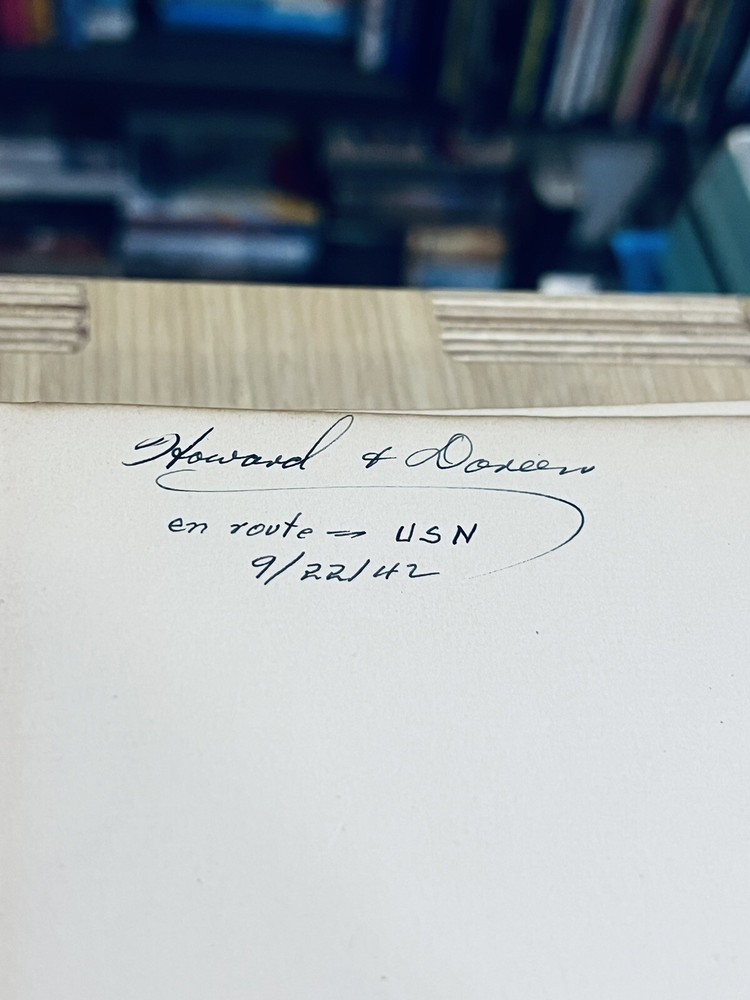 Howard & Doreen
en route = USN
9/22/42